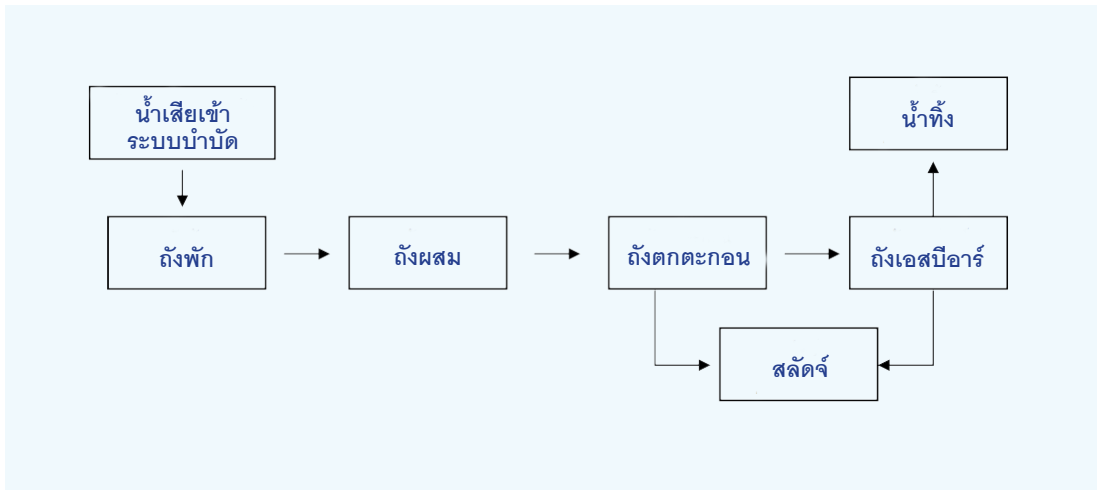 น้ำเสียเข้า
ระบบบำบัด
น้ำทิ้ง
ถังพัก
ถังผสม
ถังตกตะกอน
ถังเอสบีอาร์
สลัดจ์